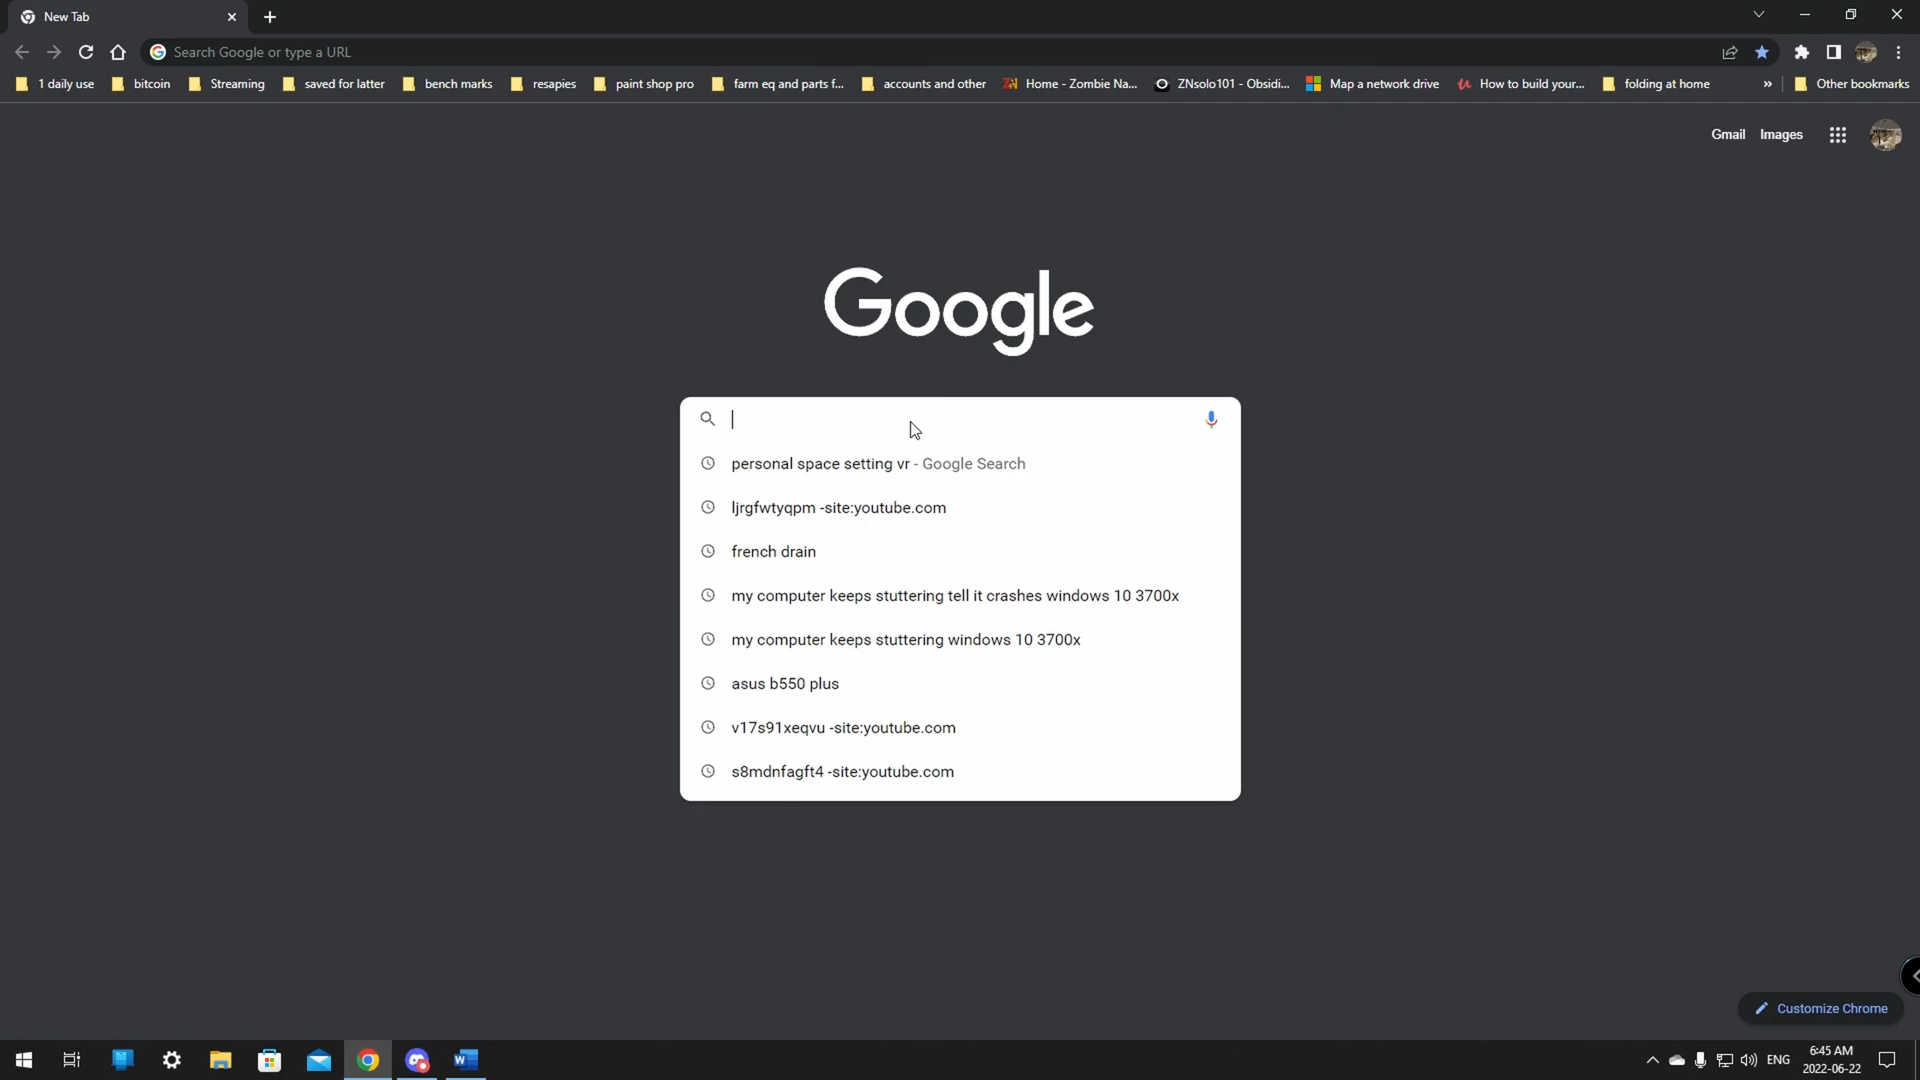 New Tab
Search Google or type a URL
1 daily use bitcoin Streaming saved for latter bench marks resapies paint shop pro farm eq and parts f... accounts and other Home - Zombie Na... ZNsolo101 - Obsidi... Map a network drive How to build your... folding at home » Other bookmarks
Gmail Images
Google
personal space setting vr - Google Search
ljrgfwtyqpm -site:youtube.com
french drain
my computer keeps stuttering tell it crashes windows 10 3700x
my computer keeps stuttering windows 10 3700x
asus b550 plus
v17s91xeqvu -site:youtube.com
s8mdnfagft4 -site:youtube.com
Customize Chrome
ENG 6:45 AM
2022-06-22